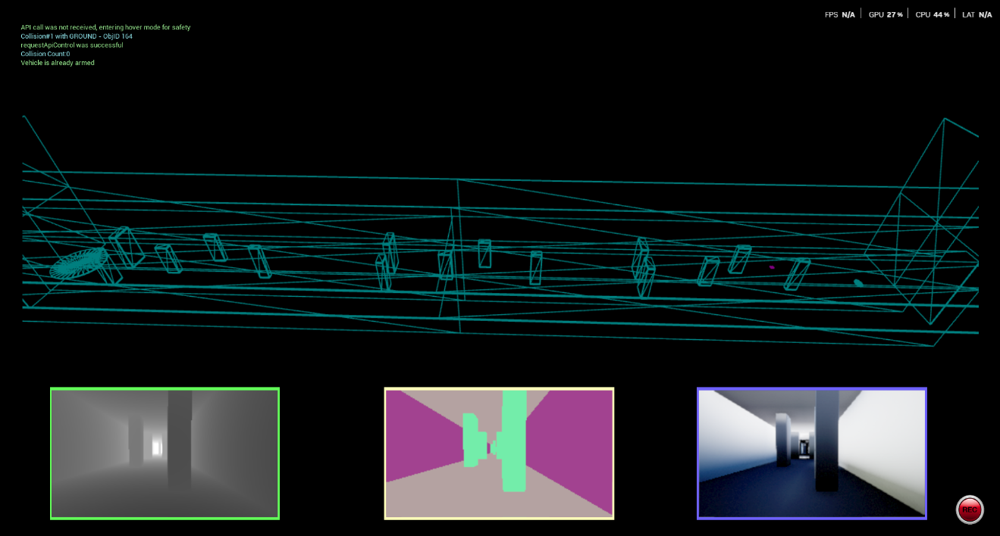 FPS N/A GPU 27 % CPU 44 % LAT N/A
API call was not received, entering hover mode for safety
Collision#1 with GROUND - ObjID 164
requestApiControl was successful
Collision Count:0
Vehicle is already armed
REC